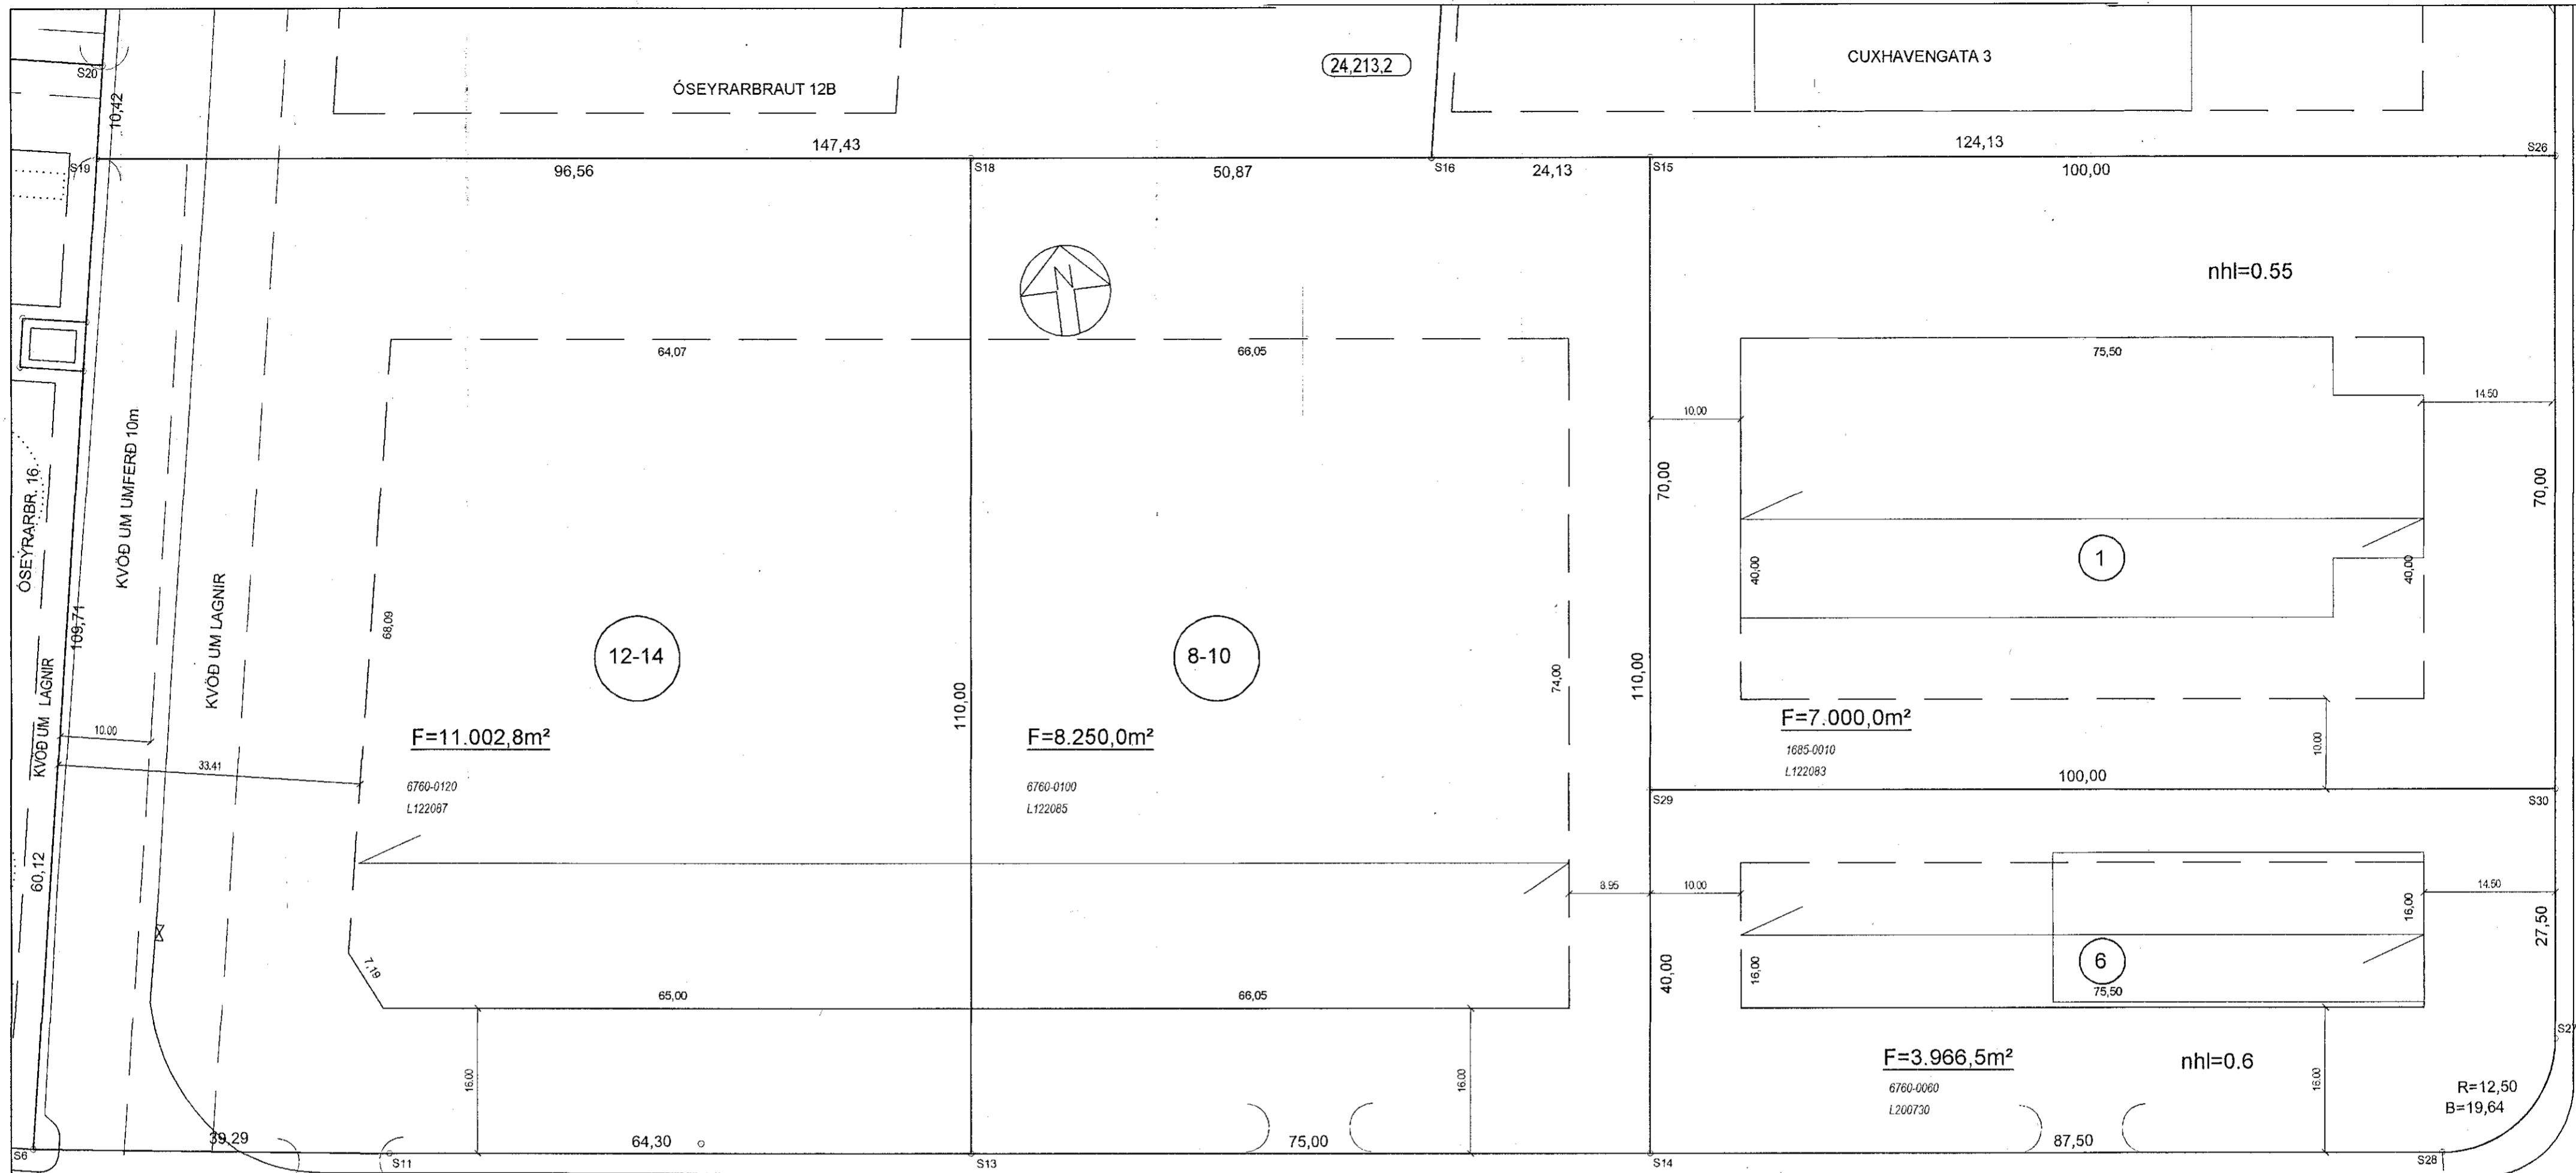 S20
10,42
ÓSEYRARBRAUT 12B
24,213,2
CUXHAVENGATA 3
147,43
124,13
S19
96,56
S18
50,87
S16
24,13
S15
100,00
S26
N
nhl=0.55
64,07
66,05
75,50
10.00
14.50
ÓSEYRARBR. 16
KVÖÐ UM UMFERÐ 10m
KVÖÐ UM LAGNIR
109,71
KVÖÐ UM LAGNIR
68,09
12-14
8-10
74,00
70,00
110,00
110,00
40,00
1
40,00
70,00
10.00
33.41
F=11.002,8m²
6760-0120
L122087
F=8.250,0m²
6760-0100
L122085
F=7.000,0m²
1685-0010
L122083
10.00
100,00
S29
S30
60,12
8.95
10.00
14.50
16,00
27,50
7,19
65,00
66,05
40,00
16,00
6
75,50
S27
16.00
16.00
F=3.966,5m²
6760-0060
L200730
nhl=0.6
16.00
R=12,50
B=19,64
S6
39,29
S11
64,30
S13
75,00
S14
87,50
S28